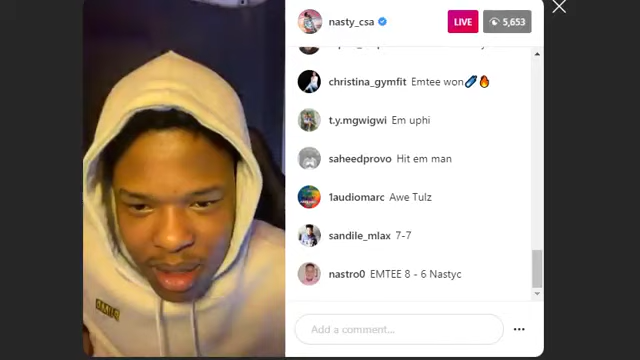 nasty_csa
LIVE
5,653
christina_gymfit Emtee won
t.y.mgwigwi Em uphi
saheedprovo Hit em man
1audiomarc Awe Tulz
sandile_mlax 7-7
nastro0 EMTEE 8 - 6 Nastyc
Add a comment...